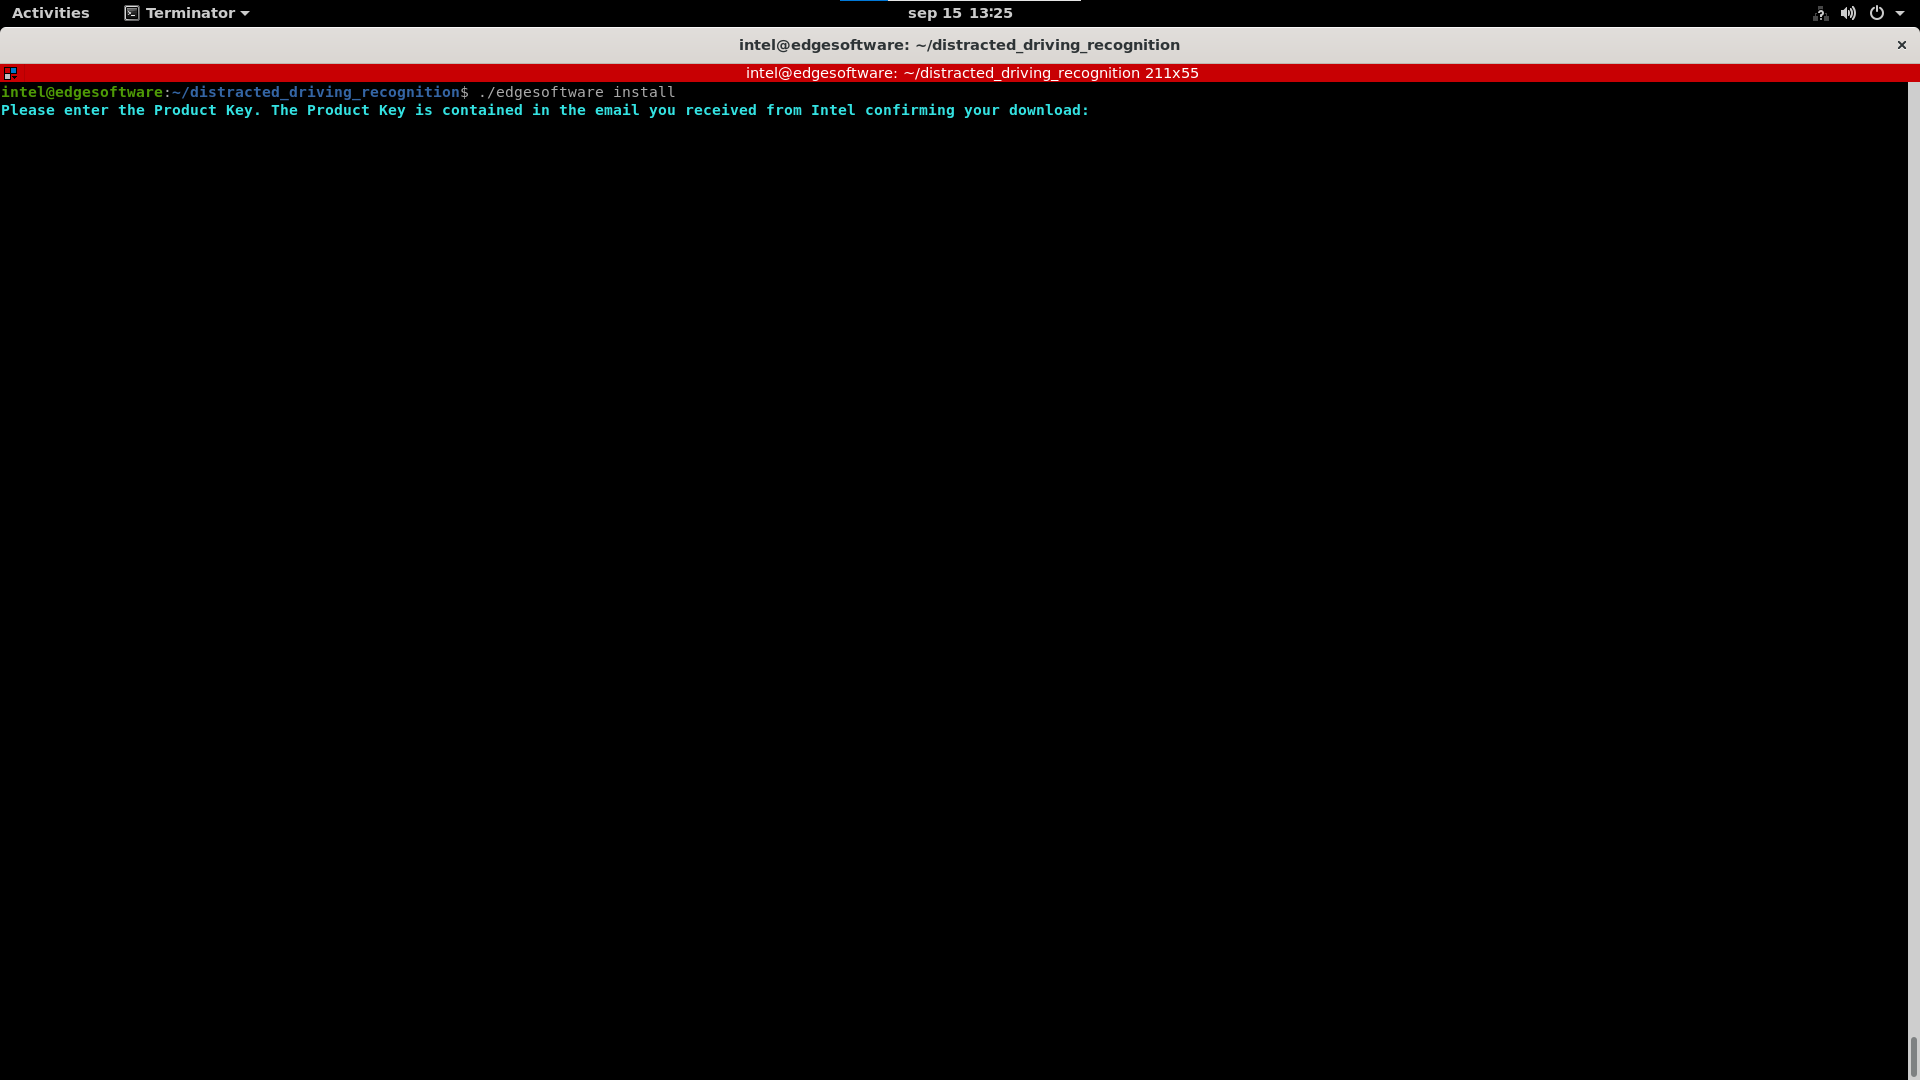 Activities Terminator sep 15 13:25
intel@edgesoftware: ~/distracted_driving_recognition
intel@edgesoftware: ~/distracted_driving_recognition 211x55
intel@edgesoftware:~/distracted_driving_recognition$ ./edgesoftware install
Please enter the Product Key. The Product Key is contained in the email you received from Intel confirming your download: